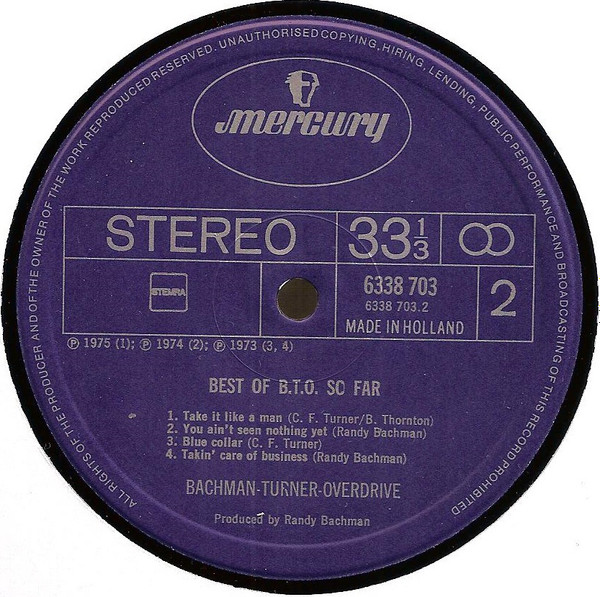 ALL RIGHTS OF THE PRODUCER AND OF THE OWNER OF THE WORK REPRODUCED RESERVED. UNAUTHORISED COPYING, HIRING, LENDING, PUBLIC PERFORMANCE AND BROADCASTING OF THIS RECORD PROHIBITED
mercury
STEREO 33 1/3 ∞
STEMRA 6338 703 2
6338 703.2
MADE IN HOLLAND
℗ 1975 (1); ℗ 1974 (2); ℗ 1973 (3, 4)
BEST OF B.T.O. SO FAR
1. Take it like a man (C. F. Turner/B. Thornton)
2. You ain't seen nothing yet (Randy Bachman)
3. Blue collar (C. F. Turner)
4. Takin' care of business (Randy Bachman)
BACHMAN-TURNER-OVERDRIVE
Produced by Randy Bachman